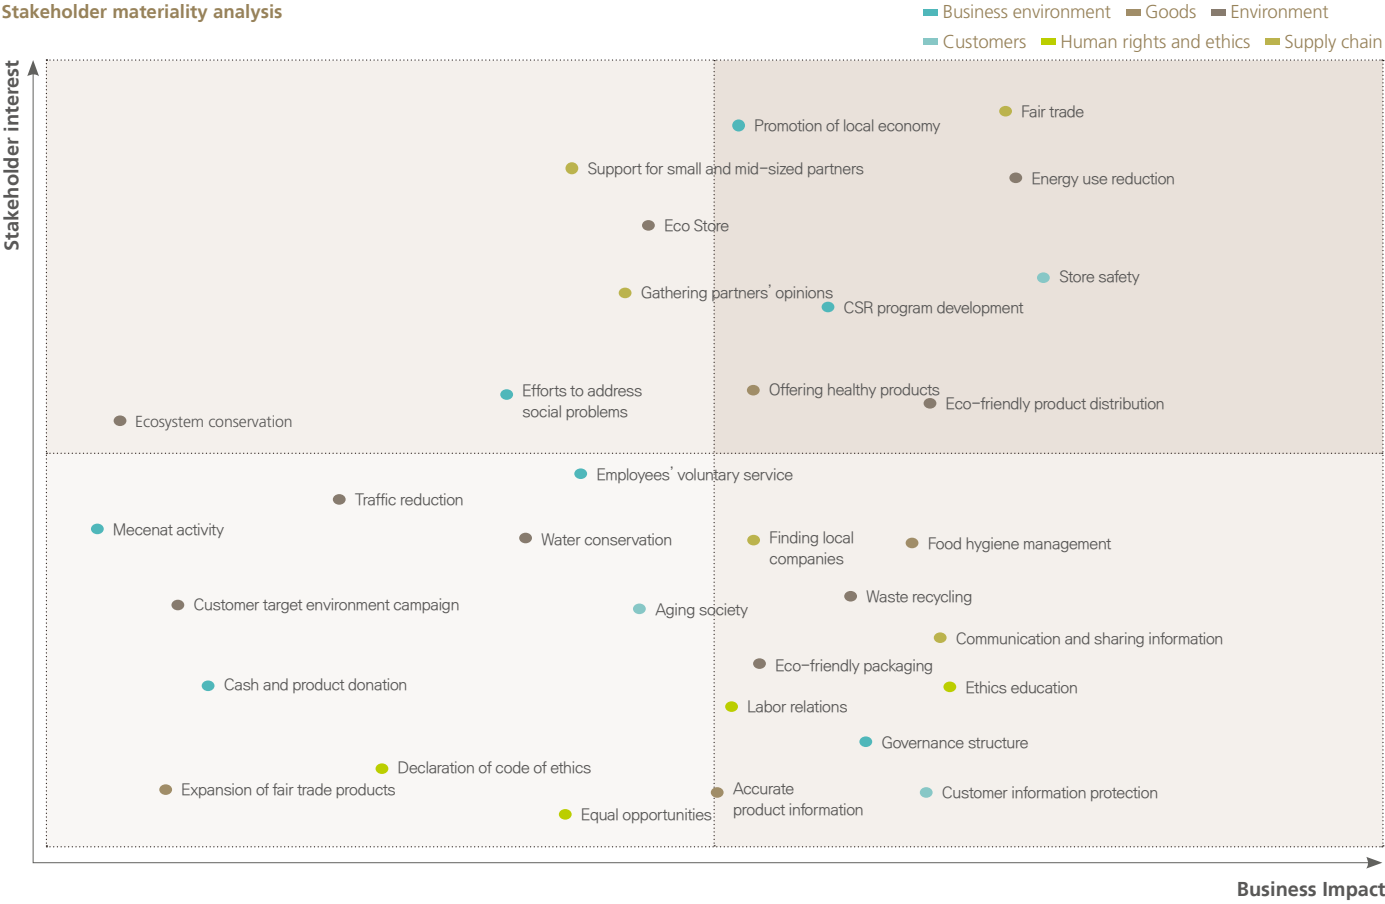 Stakeholder materiality analysis
Business environment
Goods
Environment
Customers
Human rights and ethics
Supply chain
Stakeholder interest
Fair trade
Promotion of local economy
Support for small and mid-sized partners
Energy use reduction
Eco Store
Store safety
Gathering partners' opinions
CSR program development
Offering healthy products
Efforts to address
social problems
Eco-friendly product distribution
Ecosystem conservation
Employees' voluntary service
Traffic reduction
Mecenat activity
Water conservation
Finding local
companies
Food hygiene management
Waste recycling
Customer target environment campaign
Aging society
Communication and sharing information
Eco-friendly packaging
Cash and product donation
Ethics education
Labor relations
Governance structure
Declaration of code of ethics
Expansion of fair trade products
Accurate
product information
Customer information protection
Equal opportunities
Business Impact